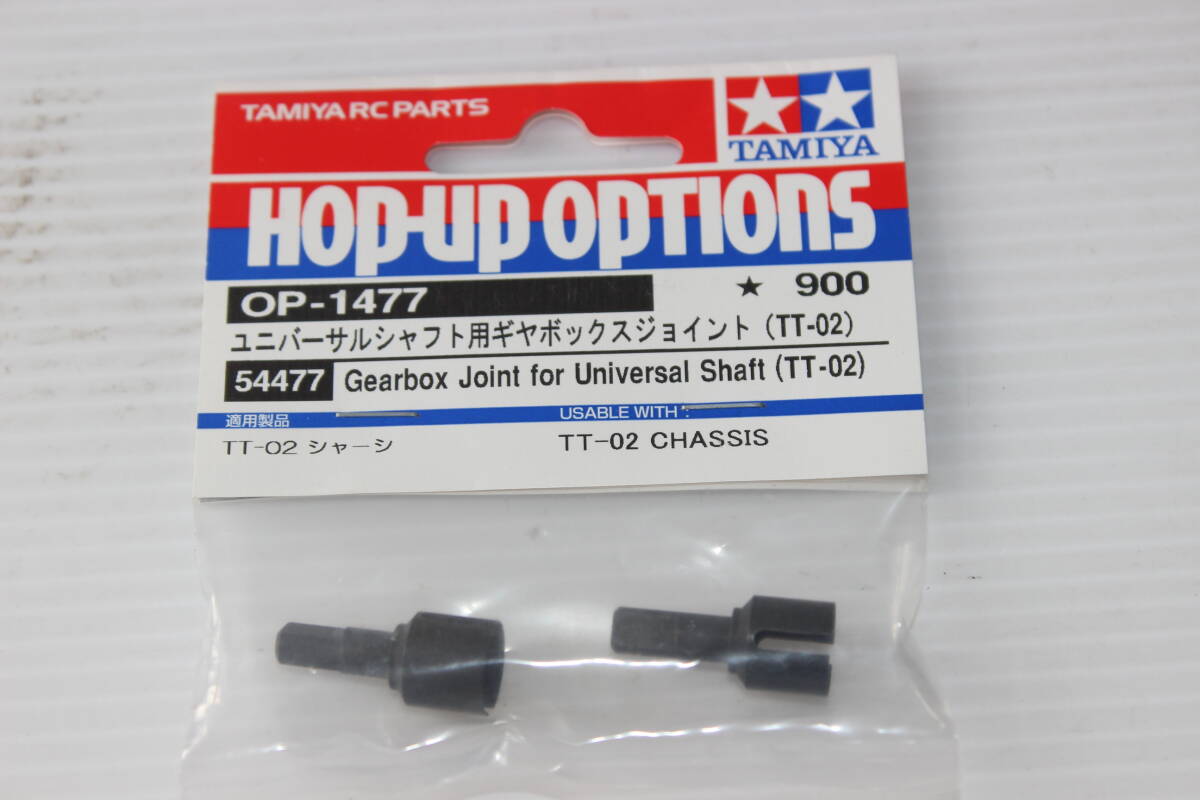 TAMIYA RC PARTS
TAMIYA
HOP-UP OPTIONS
OP-1477 ★ 900
ユニバーサルシャフト用ギヤボックスジョイント (TT-02)
54477 Gearbox Joint for Universal Shaft (TT-02)
適用製品 USABLE WITH :
TT-02 シャーシ TT-02 CHASSIS